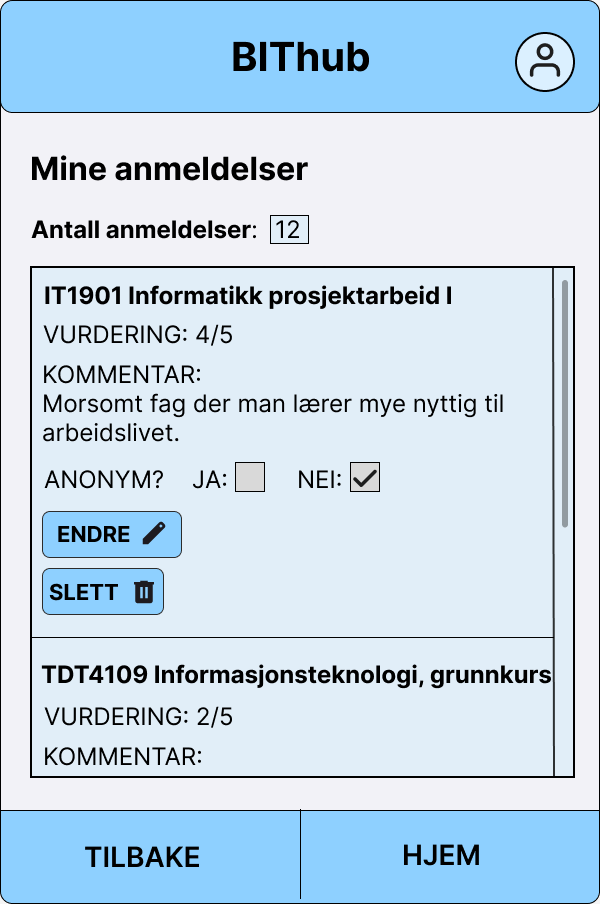 BIThub
Mine anmeldelser
Antall anmeldelser: 12
IT1901 Informatikk prosjektarbeid I
VURDERING: 4/5
KOMMENTAR:
Morsomt fag der man lærer mye nyttig til
arbeidslivet.
ANONYM? JA: NEI:
ENDRE
SLETT
TDT4109 Informasjonsteknologi, grunnkurs
VURDERING: 2/5
KOMMENTAR:
TILBAKE HJEM